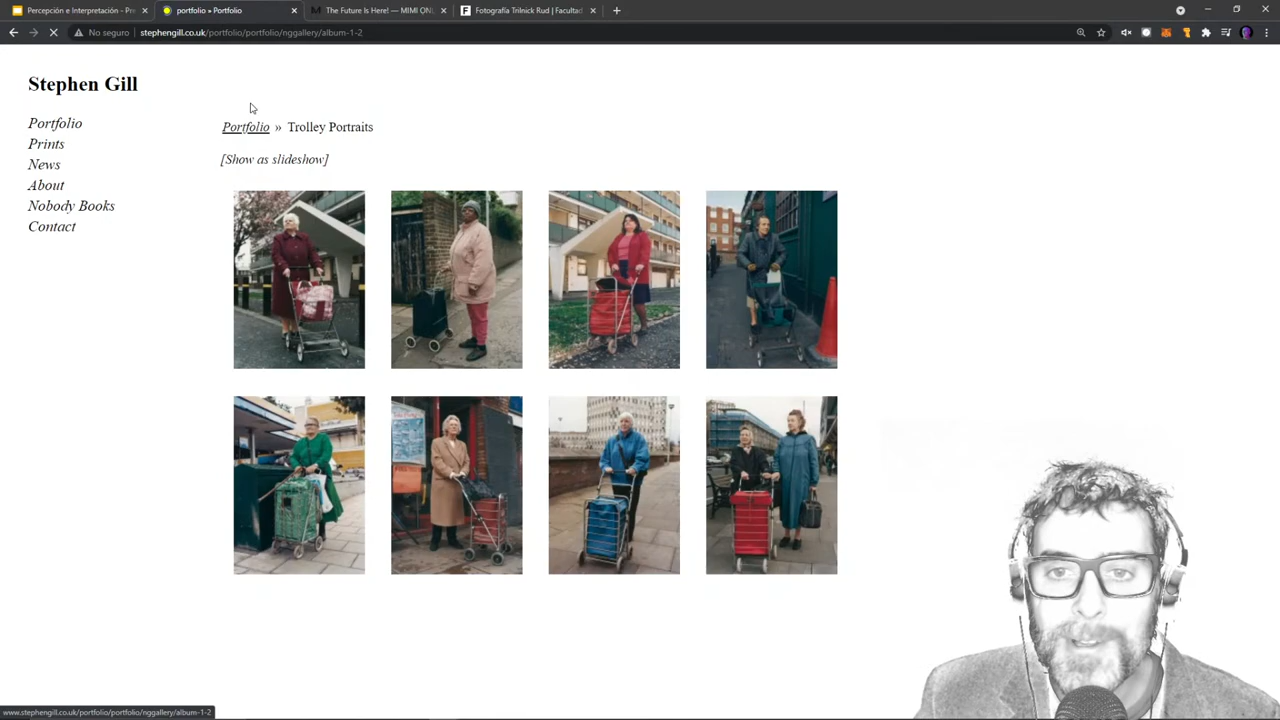 Percepción e Interpretación - Pre
portfolio » Portfolio
The Future Is Here! — MIMI ON
Fotografía Trilnick Rud | Facultad
No seguro
stephengill.co.uk/portfolio/portfolio/nggallery/album-1-2
Stephen Gill
Portfolio
Prints
News
About
Nobody Books
Contact
Portfolio » Trolley Portraits
[Show as slideshow]
www.stephengill.co.uk/portfolio/portfolio/nggallery/album-1-2